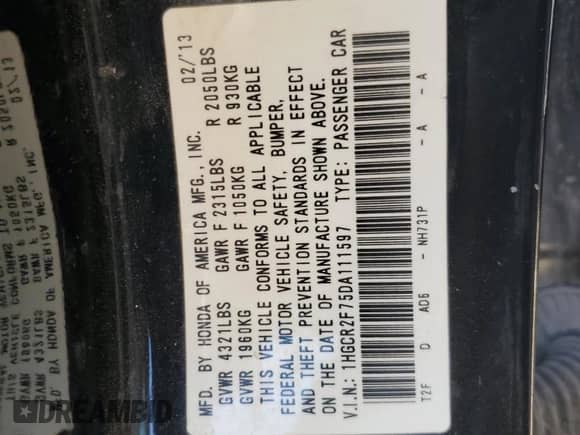 MFD. BY HONDA OF AMERICA MFG., INC. 02/13
GVWR 4321LBS GAWR F 2315LBS R 2050LBS
GVWR 1960KG GAWR F 1050KG R 930KG
THIS VEHICLE CONFORMS TO ALL APPLICABLE
FEDERAL MOTOR VEHICLE SAFETY, BUMPER,
AND THEFT PREVENTION STANDARDS IN EFFECT
ON THE DATE OF MANUFACTURE SHOWN ABOVE.
V.I.N.: 1HGCR2F75DA111597 TYPE: PASSENGER CAR
T2F D AD6 - NH731P - A - A
DREAMBID